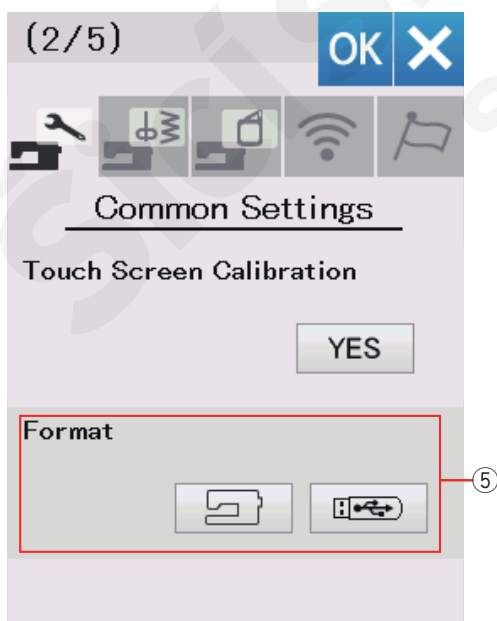 (2/5)
OK
Common Settings
Touch Screen Calibration
YES
Format
⑤